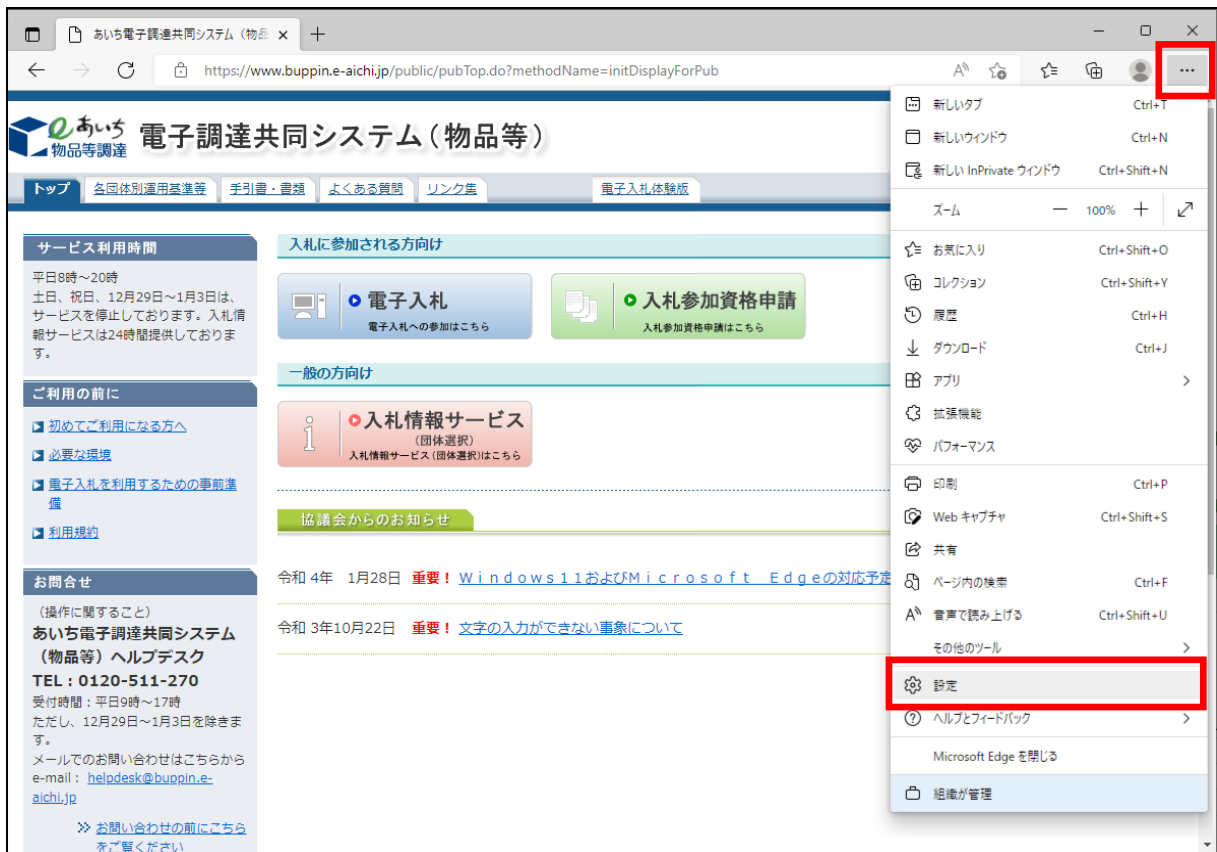 あいち電子調達共同システム（物品
https://www.buppin.e-aichi.jp/public/pubTop.do?methodName=initDisplayForPub
あいち
物品等調達
電子調達共同システム（物品等）
トップ
各団体別運用基準等
手引書・書類
よくある質問
リンク集
電子入札体験版
サービス利用時間
平日8時～20時
土日、祝日、12月29日～1月3日は、
サービスを停止しております。入札情
報サービスは24時間提供しておりま
す。
ご利用の前に
初めてご利用になる方へ
必要な環境
電子入札を利用するための事前準
備
利用規約
お問合せ
（操作に関すること）
あいち電子調達共同システム
（物品等）ヘルプデスク
TEL：0120-511-270
受付時間：平日9時～17時
ただし、12月29日～1月3日を除きま
す。
メールでのお問い合わせはこちらから
e-mail： helpdesk@buppin.e-
aichi.jp
お問い合わせの前にこちら
をご覧ください
入札に参加される方向け
電子入札
電子入札への参加はこちら
入札参加資格申請
入札参加資格申請はこちら
一般の方向け
入札情報サービス
（団体選択）
入札情報サービス（団体選択）はこちら
協議会からのお知らせ
令和 4年 1月28日 重要！ Ｗｉｎｄｏｗｓ１１およびＭｉｃｒｏｓｏｆｔ Ｅｄｇｅの対応予定
令和 3年10月22日 重要！ 文字の入力ができない事象について
新しいタブ Ctrl+T
新しいウィンドウ Ctrl+N
新しい InPrivate ウィンドウ Ctrl+Shift+N
ズーム — 100% +
お気に入り Ctrl+Shift+O
コレクション Ctrl+Shift+Y
履歴 Ctrl+H
ダウンロード Ctrl+J
アプリ
拡張機能
パフォーマンス
印刷 Ctrl+P
Web キャプチャ Ctrl+Shift+S
共有
ページ内の検索 Ctrl+F
音声で読み上げる Ctrl+Shift+U
その他のツール
設定
ヘルプとフィードバック
Microsoft Edge を閉じる
組織が管理